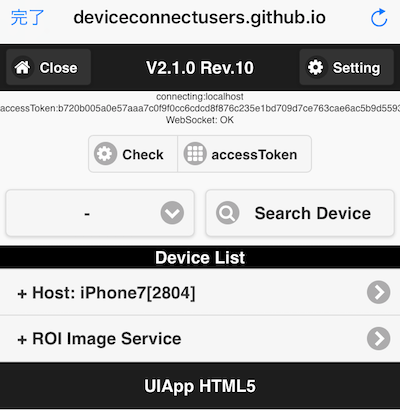 完了 deviceconnectusers.github.io
Close V2.1.0 Rev.10 Setting
connecting:localhost
accessToken:b720b005a0e57aaa7c0f9f0cc6cdcd8f876c235e1bd709d7ce763cae6ac5b9d5593
WebSocket: OK
Check accessToken
- Search Device
Device List
+ Host: iPhone7[2804]
+ ROI Image Service
UIApp HTML5